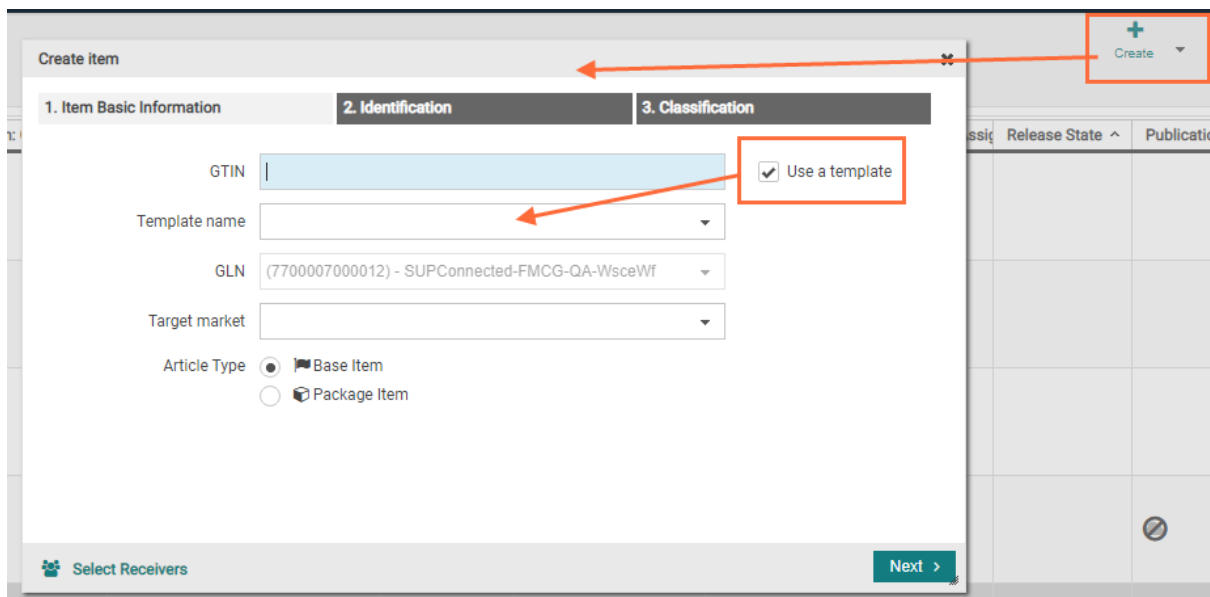 Create
Create item
1. Item Basic Information 2. Identification 3. Classification
Release State
GTIN
Use a template
Template name
GLN (7700007000012) - SUPConnected-FMCG-QA-WsceWf
Target market
Article Type Base Item
Package Item
Select Receivers Next